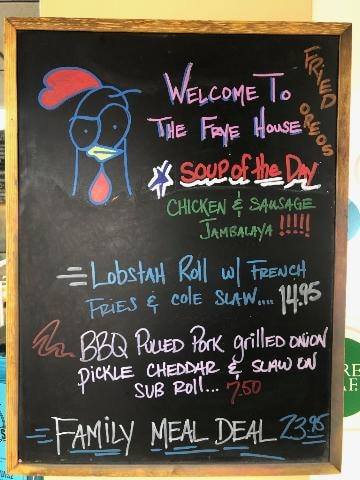 WELCOME TO
THE FRYE HOUSE
FRYED OREOS
SOUP OF THE DAY
CHICKEN & SAUSAGE
JAMBALAYA !!!!!
LOBSTAH ROLL W/ FRENCH
FRIES & COLE SLAW.... 14.95
BBQ PULLED PORK grilled ONION
PICKLE CHEDDAR & SLAW ON
SUB ROLL... 7.50
FAMILY MEAL DEAL 23.95